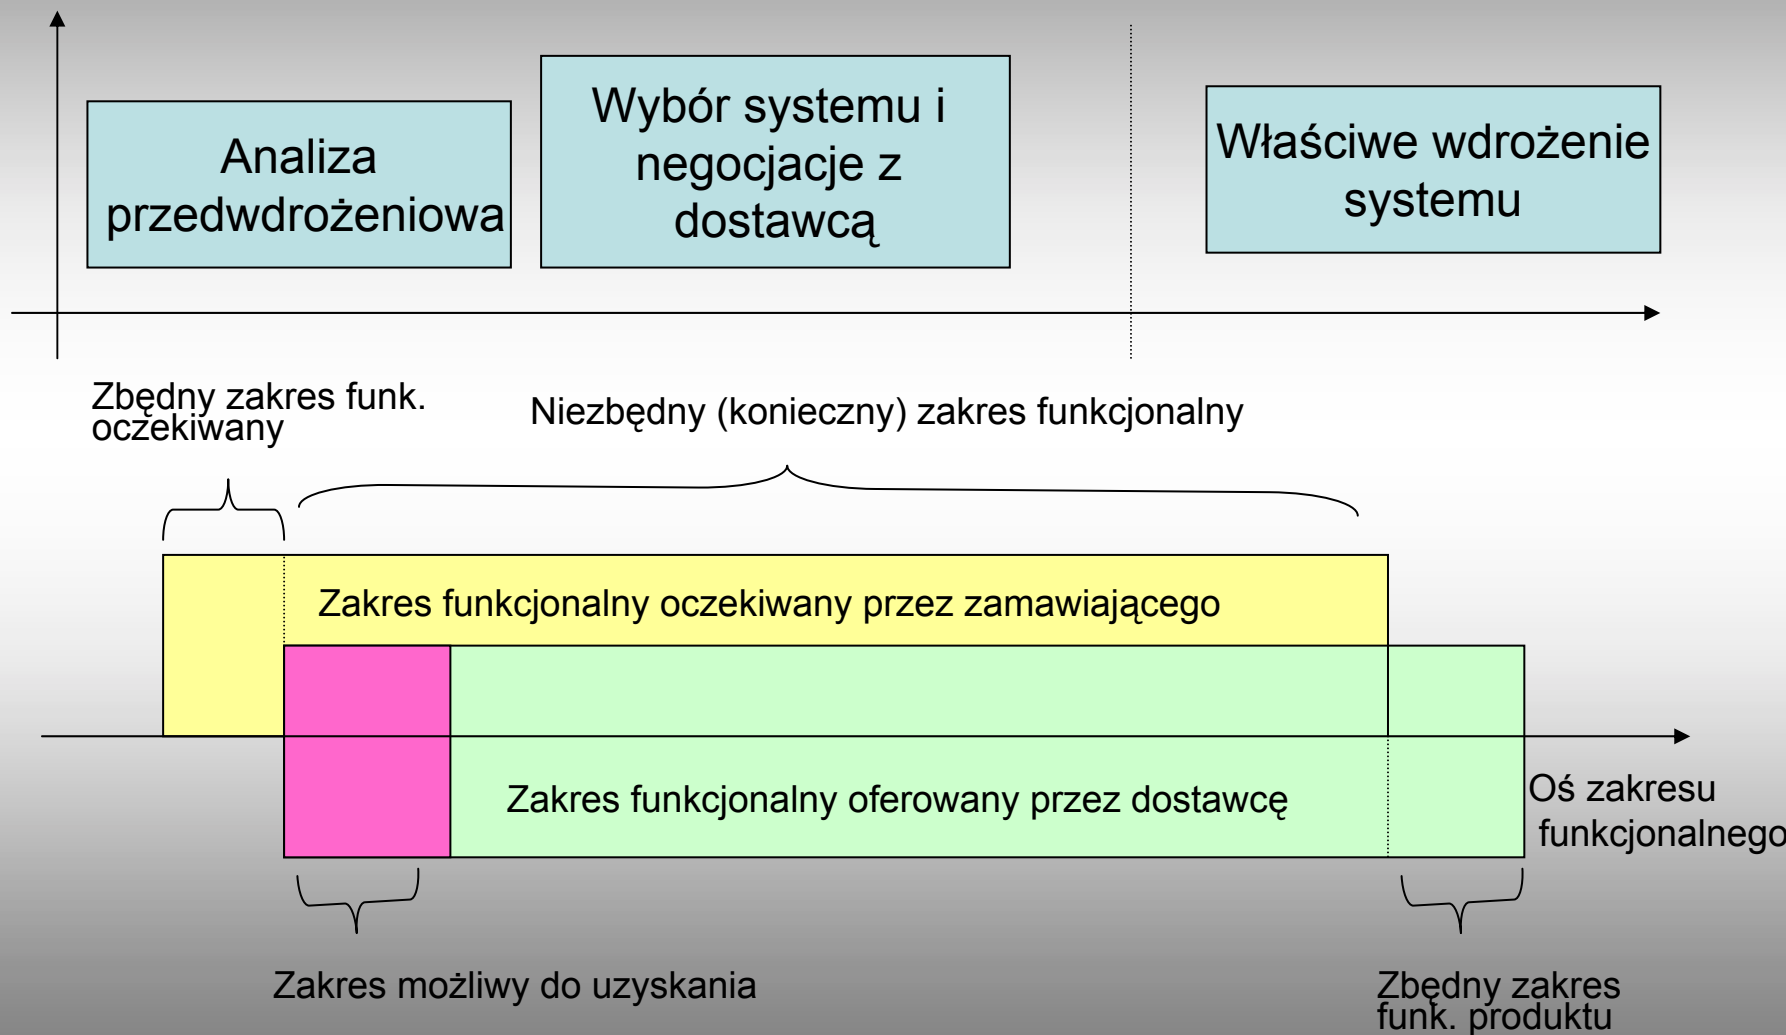 Analiza
przedwdrożeniowa
Wybór systemu i
negocjacje z
dostawcą
Właściwe wdrożenie
systemu
Zbędny zakres funk.
oczekiwany
Niezbędny (konieczny) zakres funkcjonalny
Zakres funkcjonalny oczekiwany przez zamawiającego
Zakres funkcjonalny oferowany przez dostawcę
Oś zakresu
funkcjonalnego
Zakres możliwy do uzyskania
Zbędny zakres
funk. produktu